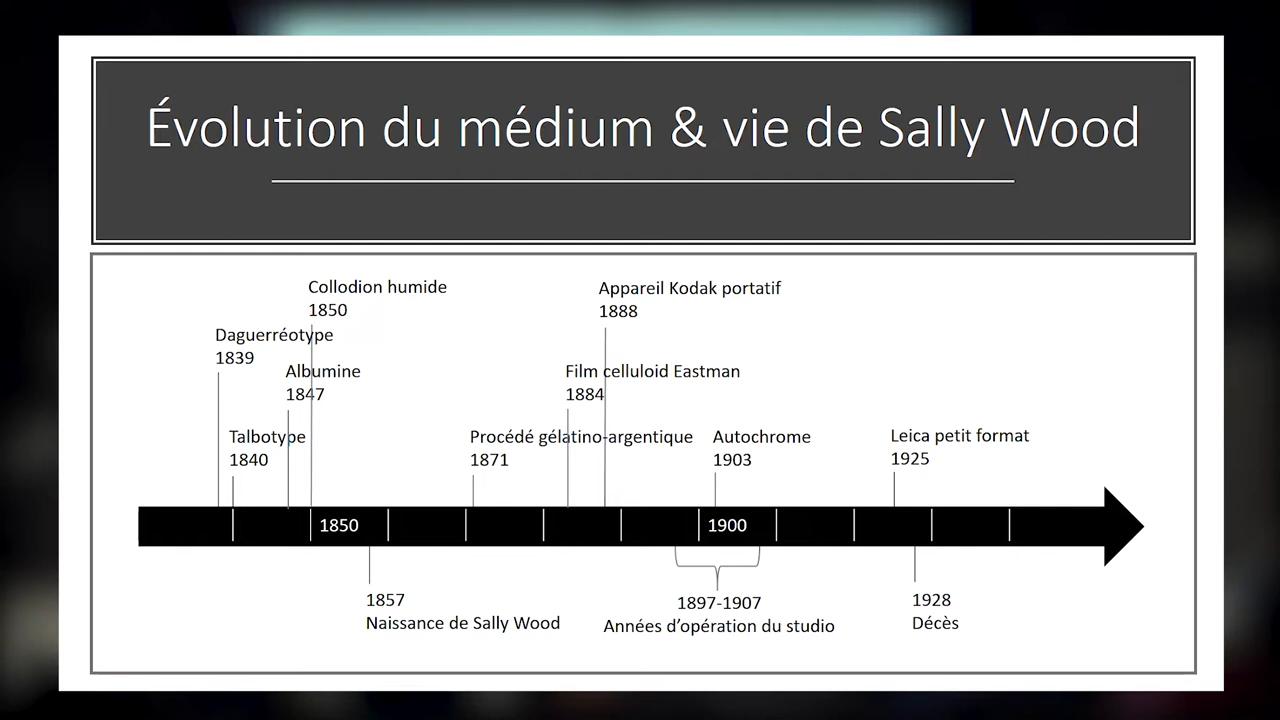 Évolution du médium & vie de Sally Wood
Collodion humide
1850
Appareil Kodak portatif
1888
Daguerréotype
1839
Albumine
1847
Film celluloid Eastman
1884
Talbotype
1840
Procédé gélatino-argentique
1871
Autochrome
1903
Leica petit format
1925
1850
1900
1857
Naissance de Sally Wood
1897-1907
Années d’opération du studio
1928
Décès